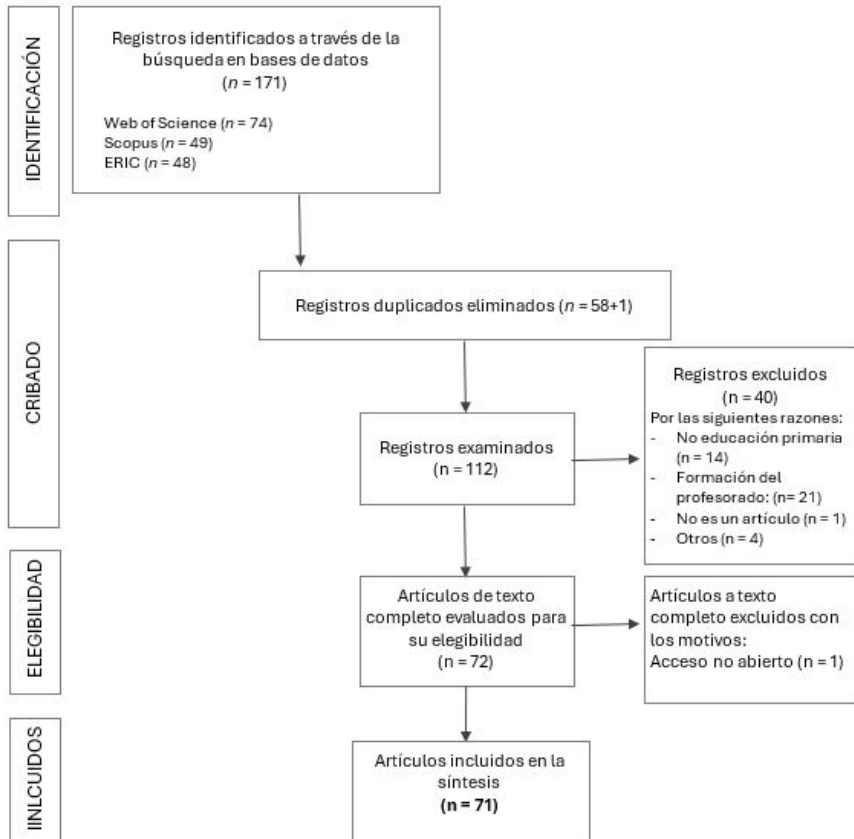 IDENTIFICACIÓN
Registros identificados a través de la
búsqueda en bases de datos
(n = 171)
Web of Science (n = 74)
Scopus (n = 49)
ERIC (n = 48)
CRIBADO
Registros duplicados eliminados (n = 58+1)
Registros examinados
(n = 112)
Registros excluidos
(n = 40)
Por las siguientes razones:
- No educación primaria
(n = 14)
- Formación del
profesorado: (n= 21)
- No es un artículo (n = 1)
- Otros (n = 4)
ELEGIBILIDAD
Artículos de texto
completo evaluados para
su elegibilidad
(n = 72)
Artículos a texto
completo excluidos con
los motivos:
Acceso no abierto (n = 1)
IINLCUIDOS
Artículos incluidos en la
síntesis
(n = 71)